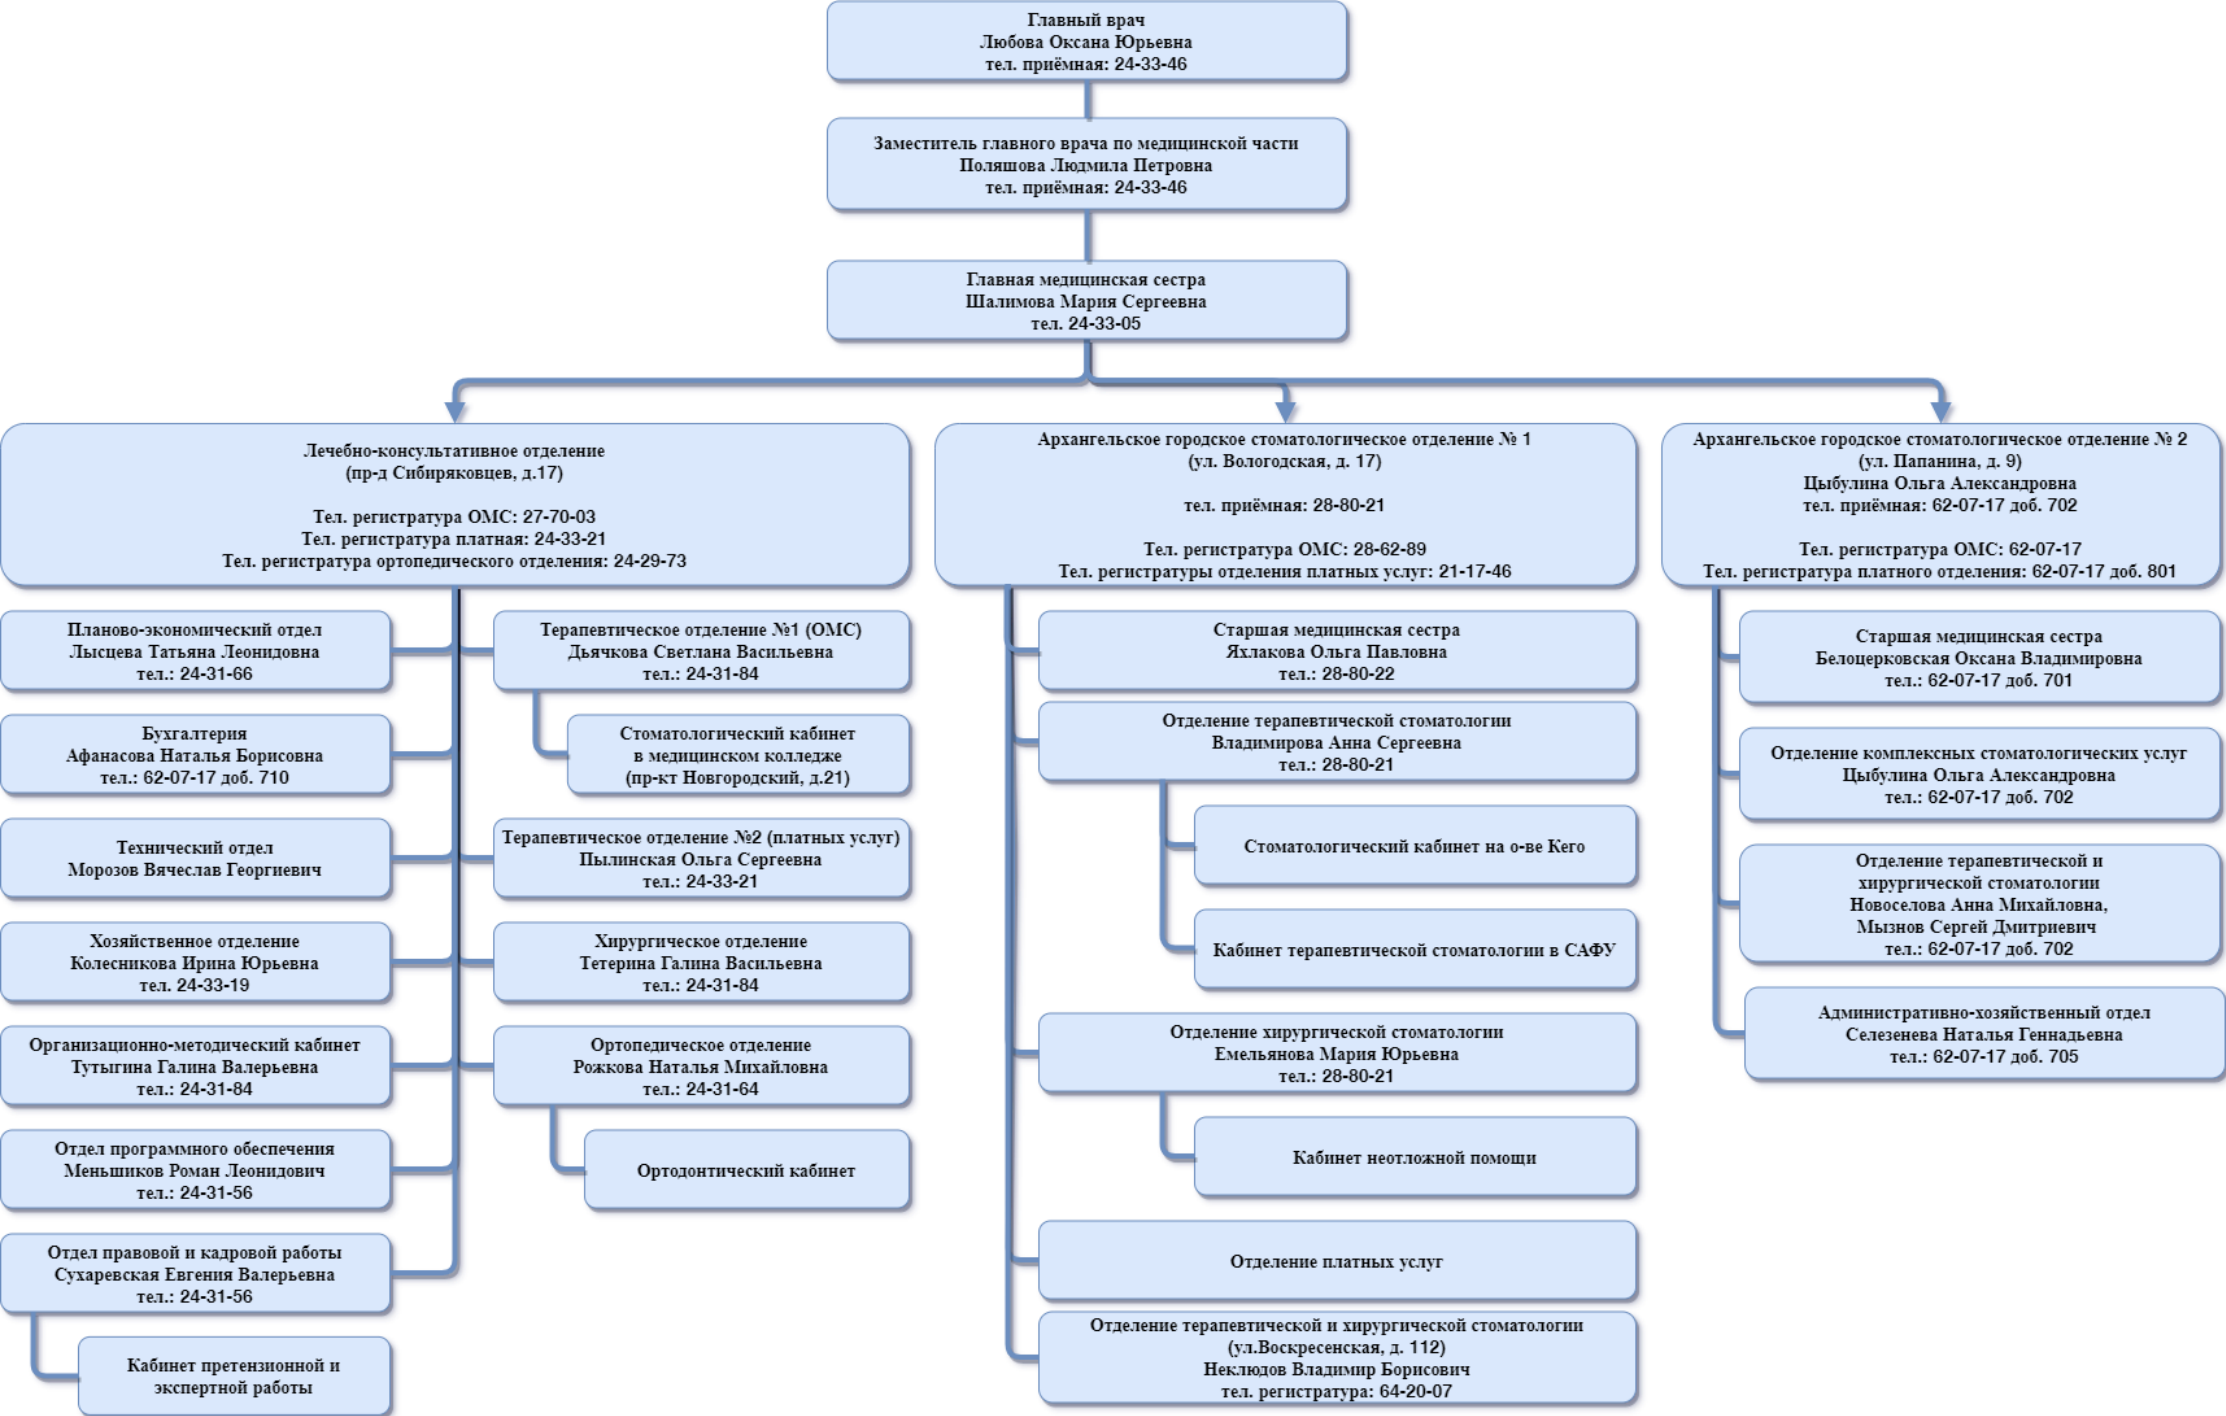 Главный врач
Любова Оксана Юрьевна
тел. приёмная: 24-33-46
Заместитель главного врача по медицинской части
Поляшова Людмила Петровна
тел. приёмная: 24-33-46
Главная медицинская сестра
Шалимова Мария Сергеевна
тел. 24-33-05
Лечебно-консультативное отделение
(пр-д Сибиряковцев, д.17)
Тел. регистратура ОМС: 27-70-03
Тел. регистратура платная: 24-33-21
Тел. регистратура ортопедического отделения: 24-29-73
Планово-экономический отдел
Лысцева Татьяна Леонидовна
тел.: 24-31-66
Бухгалтерия
Афанасова Наталья Борисовна
тел.: 62-07-17 доб. 710
Технический отдел
Морозов Вячеслав Георгиевич
Хозяйственное отделение
Колесникова Ирина Юрьевна
тел. 24-33-19
Организационно-методический кабинет
Тутыгина Галина Валерьевна
тел.: 24-31-84
Отдел программного обеспечения
Меньшиков Роман Леонидович
тел.: 24-31-56
Отдел правовой и кадровой работы
Сухаревская Евгения Валерьевна
тел.: 24-31-56
Кабинет претензионной и
экспертной работы
Терапевтическое отделение №1 (ОМС)
Дьячкова Светлана Васильевна
тел.: 24-31-84
Стоматологический кабинет
в медицинском колледже
(пр-кт Новгородский, д.21)
Терапевтическое отделение №2 (платных услуг)
Пылинская Ольга Сергеевна
тел.: 24-33-21
Хирургическое отделение
Тетерина Галина Васильевна
тел.: 24-31-84
Ортопедическое отделение
Рожкова Наталья Михайловна
тел.: 24-31-64
Ортодонтический кабинет
Архангельское городское стоматологическое отделение № 1
(ул. Вологодская, д. 17)
тел. приёмная: 28-80-21
Тел. регистратура ОМС: 28-62-89
Тел. регистратуры отделения платных услуг: 21-17-46
Старшая медицинская сестра
Яхлакова Ольга Павловна
тел.: 28-80-22
Отделение терапевтической стоматологии
Владимирова Анна Сергеевна
тел.: 28-80-21
Стоматологический кабинет на о-ве Кего
Кабинет терапевтической стоматологии в САФУ
Отделение хирургической стоматологии
Емельянова Мария Юрьевна
тел.: 28-80-21
Кабинет неотложной помощи
Отделение платных услуг
Отделение терапевтической и хирургической стоматологии
(ул.Воскресенская, д. 112)
Неклюдов Владимир Борисович
тел. регистратура: 64-20-07
Архангельское городское стоматологическое отделение № 2
(ул. Папанина, д. 9)
Цыбулина Ольга Александровна
тел. приёмная: 62-07-17 доб. 702
Тел. регистратура ОМС: 62-07-17
Тел. регистратура платного отделения: 62-07-17 доб. 801
Старшая медицинская сестра
Белоцерковская Оксана Владимировна
тел.: 62-07-17 доб. 701
Отделение комплексных стоматологических услуг
Цыбулина Ольга Александровна
тел.: 62-07-17 доб. 702
Отделение терапевтической и
хирургической стоматологии
Новоселова Анна Михайловна,
Мызнов Сергей Дмитриевич
тел.: 62-07-17 доб. 702
Административно-хозяйственный отдел
Селезенева Наталья Геннадьевна
тел.: 62-07-17 доб. 705